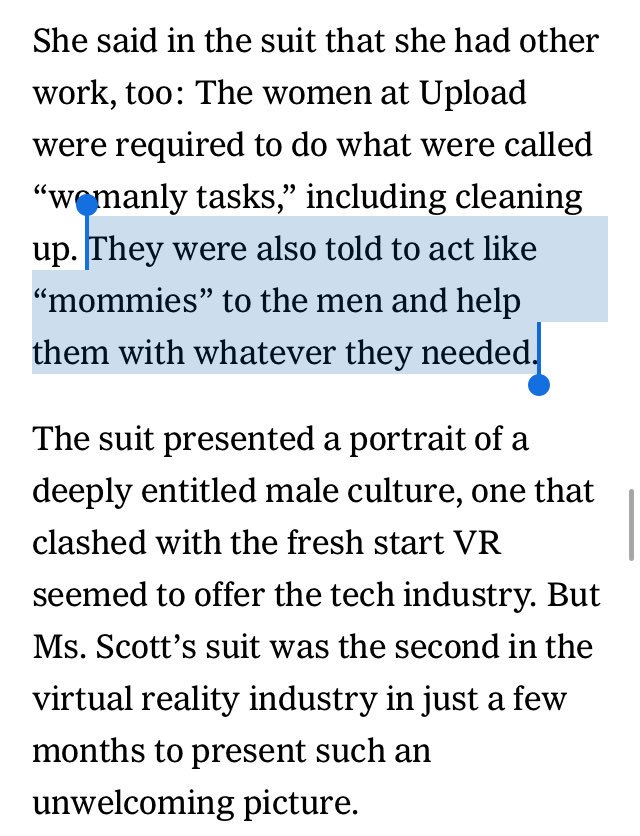 She said in the suit that she had other
work, too: The women at Upload
were required to do what were called
“womanly tasks,” including cleaning
up. They were also told to act like
“mommies” to the men and help
them with whatever they needed.
The suit presented a portrait of a
deeply entitled male culture, one that
clashed with the fresh start VR
seemed to offer the tech industry. But
Ms. Scott’s suit was the second in the
virtual reality industry in just a few
months to present such an
unwelcoming picture.